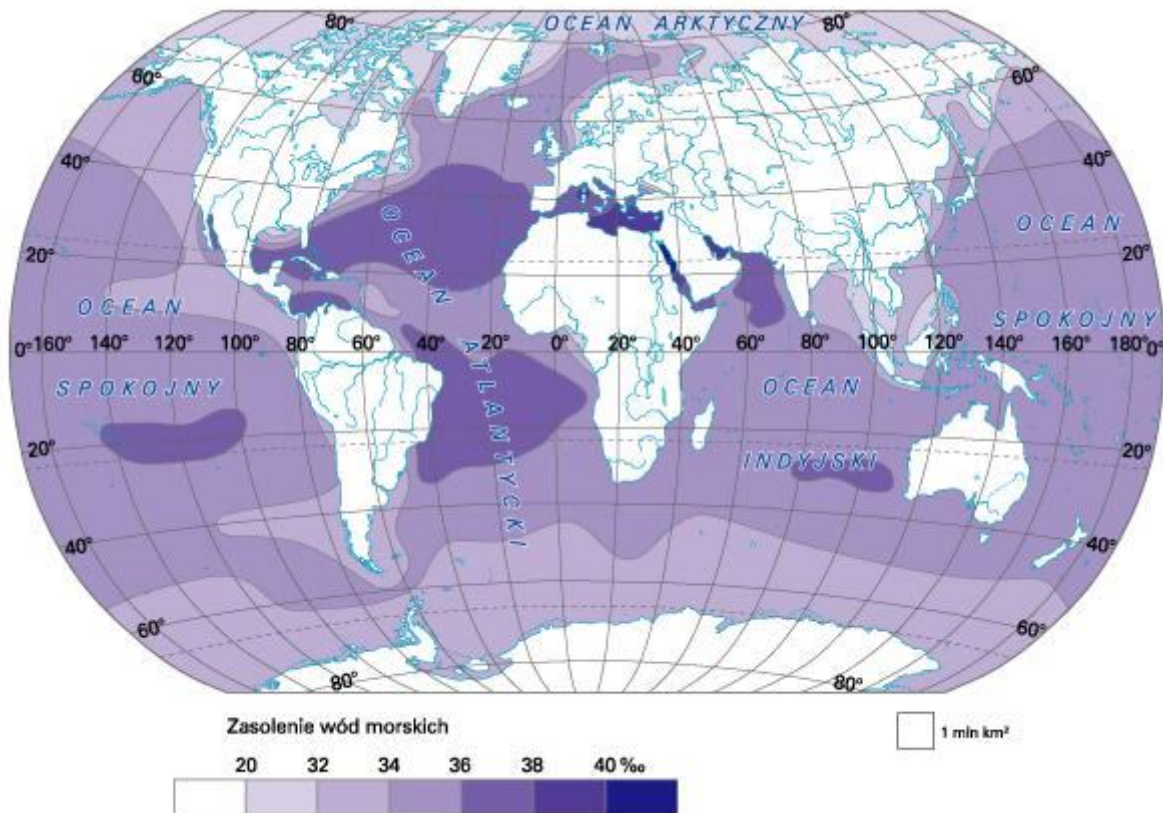 80° OCEAN ARKTYCZNY 80°
60° 60°
40° 40°
OCEAN
OCEAN
20° 20°
ATLANTYCKI
OCEAN
SPOKOJNY
0° 160° 140° 120° 100° 80° 60° 40° 20° 0° 20° 40° 60° 80° 100° 120° 140° 160° 180° 0°
SPOKOJNY
OCEAN
20° INDYJSKI 20°
40° 40°
60° 60°
80° 80°
Zasolenie wód morskich
1 mln km²
20 32 34 36 38 40 ‰